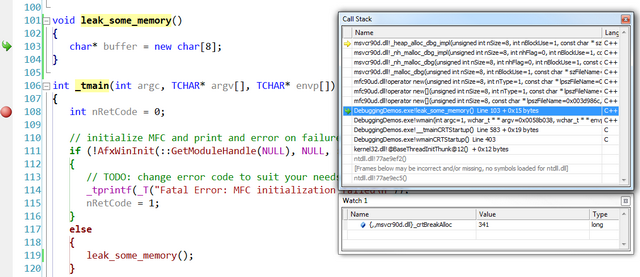 100
101 void leak_some_memory()
102 {
103 char* buffer = new char[8];
104 }
105
106 int _tmain(int argc, TCHAR* argv[], TCHAR* envp[])
107 {
108 int nRetCode = 0;
109
110 // initialize MFC and print and error on failure
111 if (!AfxWinInit(::GetModuleHandle(NULL), NULL,
112 {
113 // TODO: change error code to suit your needs
114 _tprintf(_T("Fatal Error: MFC initialization failed\n"));
115 nRetCode = 1;
116 }
117 else
118 {
119 leak_some_memory();
120 }
Call Stack
Name Lang
msvcr90d.dll!_heap_alloc_dbg_impl(unsigned int nSize=8, int nBlockUse=1, const char * sz C++
msvcr90d.dll!_nh_malloc_dbg_impl(unsigned int nSize=8, int nhFlag=0, int nBlockUse=1, C++
msvcr90d.dll!_nh_malloc_dbg(unsigned int nSize=8, int nhFlag=0, int nBlockUse=1, const C++
msvcr90d.dll!_malloc_dbg(unsigned int nSize=8, int nBlockUse=1, const char * szFileName C++
mfc90ud.dll!operator new(unsigned int nSize=8, int nType=1, const char * lpszFileName= C++
mfc90ud.dll!operator new[](unsigned int nSize=8, int nType=1, const char * lpszFileName C++
mfc90ud.dll!operator new[](unsigned int nSize=8, const char * lpszFileName=0x003d986c, C++
DebuggingDemos.exe!leak_some_memory() Line 103 + 0x15 bytes C++
DebuggingDemos.exe!wmain(int argc=1, wchar_t * * argv=0x0058b038, wchar_t * * env C++
DebuggingDemos.exe!__tmainCRTStartup() Line 583 + 0x19 bytes C++
DebuggingDemos.exe!wmainCRTStartup() Line 403 C++
kernel32.dll!@BaseThreadInitThunk@12() + 0x12 bytes
ntdll.dll!77ae9ef2()
[Frames below may be incorrect and/or missing, no symbols loaded for ntdll.dll]
ntdll.dll!77ae9ec5()
Watch 1
Name Value Type
{,,msvcr90d.dll}_crtBreakAlloc 341 long